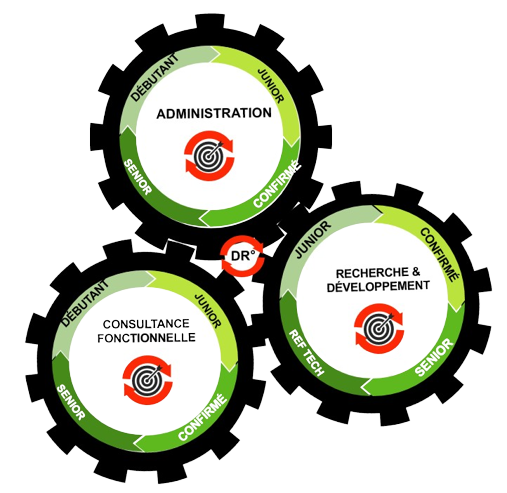 DÉBUTANT
JUNIOR
ADMINISTRATION
SENIOR
CONFIRMÉ
DR°
JUNIOR
CONFIRMÉ
RECHERCHE &
DÉVELOPPEMENT
REF TECH
SENIOR
DÉBUTANT
JUNIOR
CONSULTANCE
FONCTIONNELLE
SENIOR
CONFIRMÉ